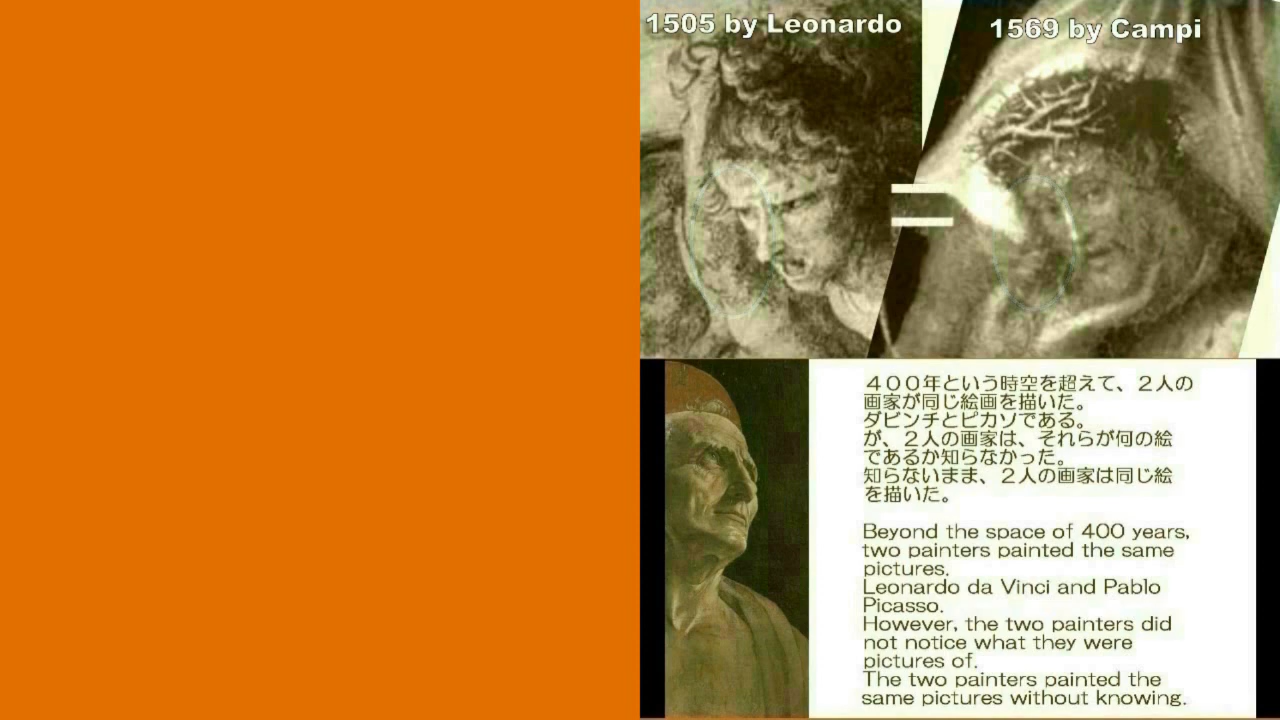 1505 by Leonardo
1569 by Campi
４００年という時空を超えて、２人の
画家が同じ絵画を描いた。
ダビンチとピカソである。
が、２人の画家は、それらが何の絵
であるか知らなかった。
知らないまま、２人の画家は同じ絵
を描いた。
Beyond the space of 400 years,
two painters painted the same
pictures.
Leonardo da Vinci and Pablo
Picasso.
However, the two painters did
not notice what they were
pictures of.
The two painters painted the
same pictures without knowing.